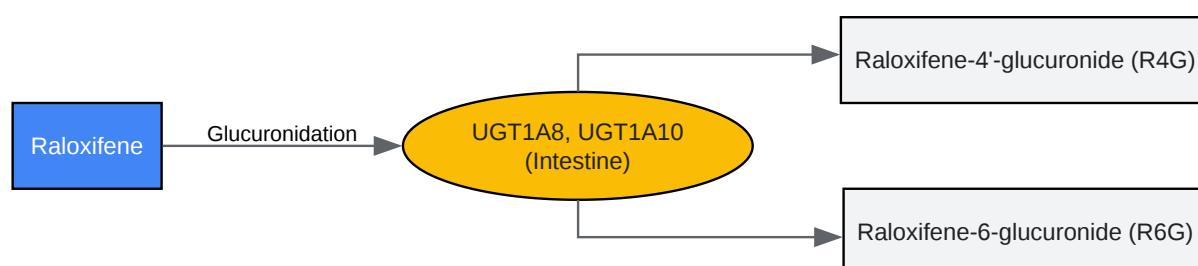 Raloxifene
Glucuronidation
UGT1A8, UGT1A10
(Intestine)
Raloxifene-4'-glucuronide (R4G)
Raloxifene-6-glucuronide (R6G)